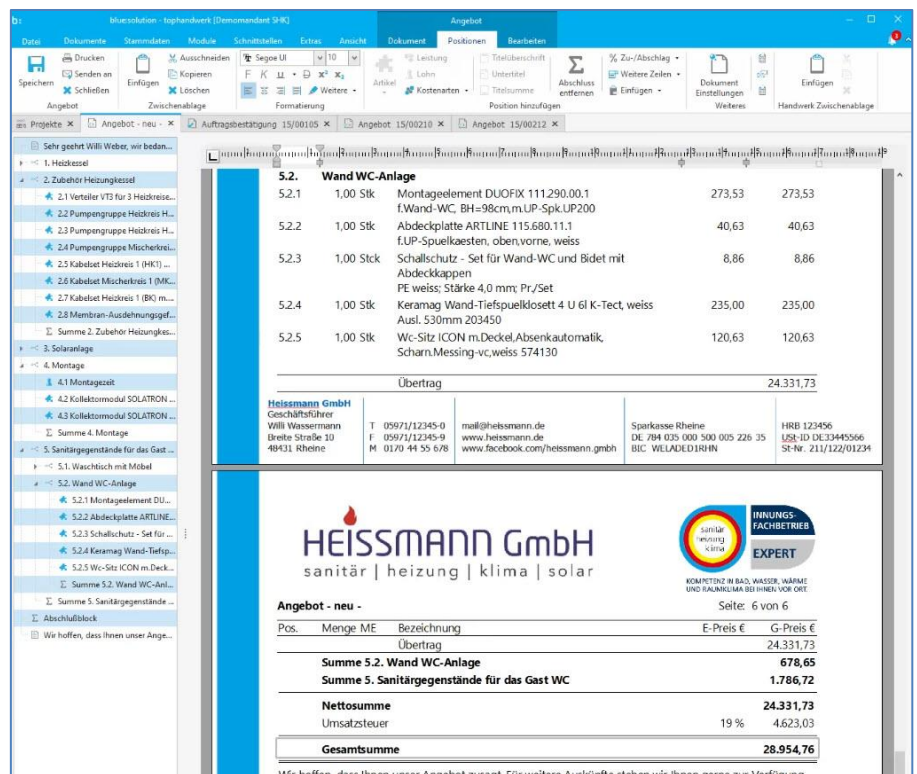 b:
blue:solution - tophandwerk [Demomandant SHK]
Angebot
Datei Dokumente Stammdaten Module Schnittstellen Extras Ansicht Dokument Positionen Bearbeiten
Speichern
Drucken
Senden an
Schließen
Angebot
Einfügen
Ausschneiden
Kopieren
Löschen
Zwischenablage
Segoe UI 10
F K U D x² x₂
Weitere
Formatierung
Artikel
Leistung
Lohn
Kostenarten
Titelüberschrift
Untertitel
Titelsumme
Abschluss entfernen
Zu-/Abschlag
Weitere Zeilen
Einfügen
Position hinzufügen
Dokument Einstellungen
Weiteres
Einfügen
Handwerk Zwischenablage
Projekte × Angebot - neu - × Auftragsbestätigung 15/00105 × Angebot 15/00210 × Angebot 15/00212 ×
Sehr geehrt Willi Weber, wir bedan...
1. Heizkessel
2. Zubehör Heizungkessel
2.1 Verteiler VT3 für 3 Heizkreise...
2.2 Pumpengruppe Heizkreis H...
2.3 Pumpengruppe Heizkreis H...
2.4 Pumpengruppe Mischerkrei...
2.5 Kabelset Heizkreis 1 (HK1) ...
2.6 Kabelset Mischerkreis 1 (MK...
2.7 Kabelset Heizkreis 1 (BK) m....
2.8 Membran-Ausdehnungsgef...
Σ Summe 2. Zubehör Heizungkes...
3. Solaranlage
4. Montage
4.1 Montagezeit
4.2 Kollektormodul SOLATRON ...
4.3 Kollektormodul SOLATRON ...
Σ Summe 4. Montage
5. Sanitärgegenstände für das Gast ...
5.1. Waschtisch mit Möbel
5.2. Wand WC-Anlage
5.2.1 Montageelement DU...
5.2.2 Abdeckplatte ARTLINE...
5.2.3 Schallschutz - Set für ...
5.2.4 Keramag Wand-Tiefsp...
5.2.5 Wc-Sitz ICON m.Deck...
Σ Summe 5.2. Wand WC-Anl...
Σ Summe 5. Sanitärgegenstände ...
Σ Abschlußblock
Wir hoffen, dass Ihnen unser Ange...
5.2. Wand WC-Anlage
5.2.1 1,00 Stk Montageelement DUOFIX 111.290.00.1 273,53 273,53
f.Wand-WC, BH=98cm,m.UP-Spk.UP200
5.2.2 1,00 Stk Abdeckplatte ARTLINE 115.680.11.1 40,63 40,63
f.UP-Spuelkaesten, oben,vorne, weiss
5.2.3 1,00 Stck Schallschutz - Set für Wand-WC und Bidet mit 8,86 8,86
Abdeckkappen
PE weiss; Stärke 4,0 mm; Pr./Set
5.2.4 1,00 Stk Keramag Wand-Tiefspuelklosett 4 U 6l K-Tect, weiss 235,00 235,00
Ausl. 530mm 203450
5.2.5 1,00 Stk Wc-Sitz ICON m.Deckel,Absenkautomatik, 120,63 120,63
Scharn.Messing-vc,weiss 574130
Übertrag 24.331,73
Heissmann GmbH
Geschäftsführer
Willi Wassermann T 05971/12345-0 mail@heissmann.de Sparkasse Rheine HRB 123456
Breite Straße 10 F 05971/12345-9 www.heissmann.de DE 784 035 000 500 005 226 35 USt-ID DE33445566
48431 Rheine M 0170 44 55 678 www.facebook.com/heissmann.gmbh BIC WELADED1RHN St-Nr. 211/122/01234
HEISSMANN GmbH
sanitär | heizung | klima | solar
sanitär
heizung
klima
INNUNGS-
FACHBETRIEB
EXPERT
KOMPETENZ IN BAD, WASSER, WÄRME
UND RAUMKLIMA BEI IHNEN VOR ORT.
Angebot - neu - Seite: 6 von 6
Pos. Menge ME Bezeichnung E-Preis € G-Preis €
Übertrag 24.331,73
Summe 5.2. Wand WC-Anlage 678,65
Summe 5. Sanitärgegenstände für das Gast WC 1.786,72
Nettosumme 24.331,73
Umsatzsteuer 19 % 4.623,03
Gesamtsumme 28.954,76
Wir hoffen, dass Ihnen unser Angebot zusagt. Für weitere Auskünfte stehen wir Ihnen gerne zur Verfügung.